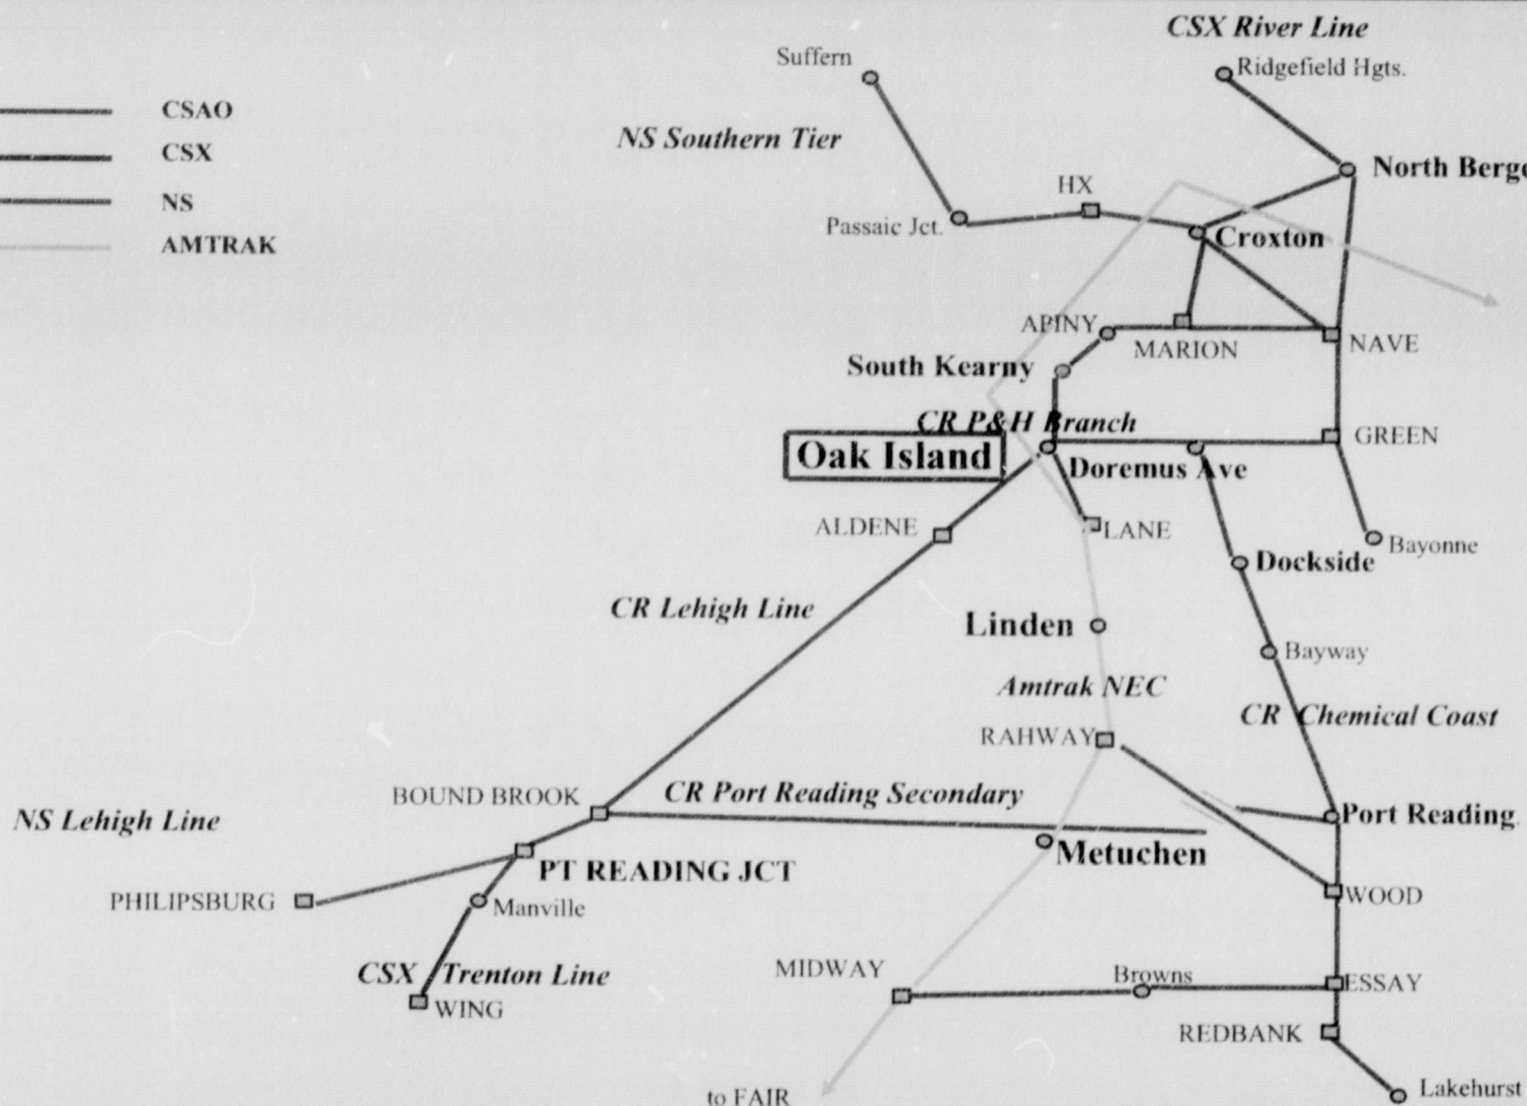 CSX River Line
Suffern
Ridgefield Hgts.
CSAO
NS Southern Tier
CSX
North Berge
HX
NS
Passaic Jct.
Croxton
AMTRAK
APINY
MARION
NAVE
South Kearny
CR P&H Branch
GREEN
Oak Island
Doremus Ave
ALDENE
LANE
Bayonne
Dockside
CR Lehigh Line
Linden
Bayway
Amtrak NEC
CR Chemical Coast
RAHWAY
BOUND BROOK
CR Port Reading Secondary
NS Lehigh Line
Port Reading
Metuchen
PT READING JCT
PHILIPSBURG
Manville
WOOD
CSX Trenton Line
MIDWAY
Browns
ESSAY
WING
REDBANK
to FAIR
Lakehurst